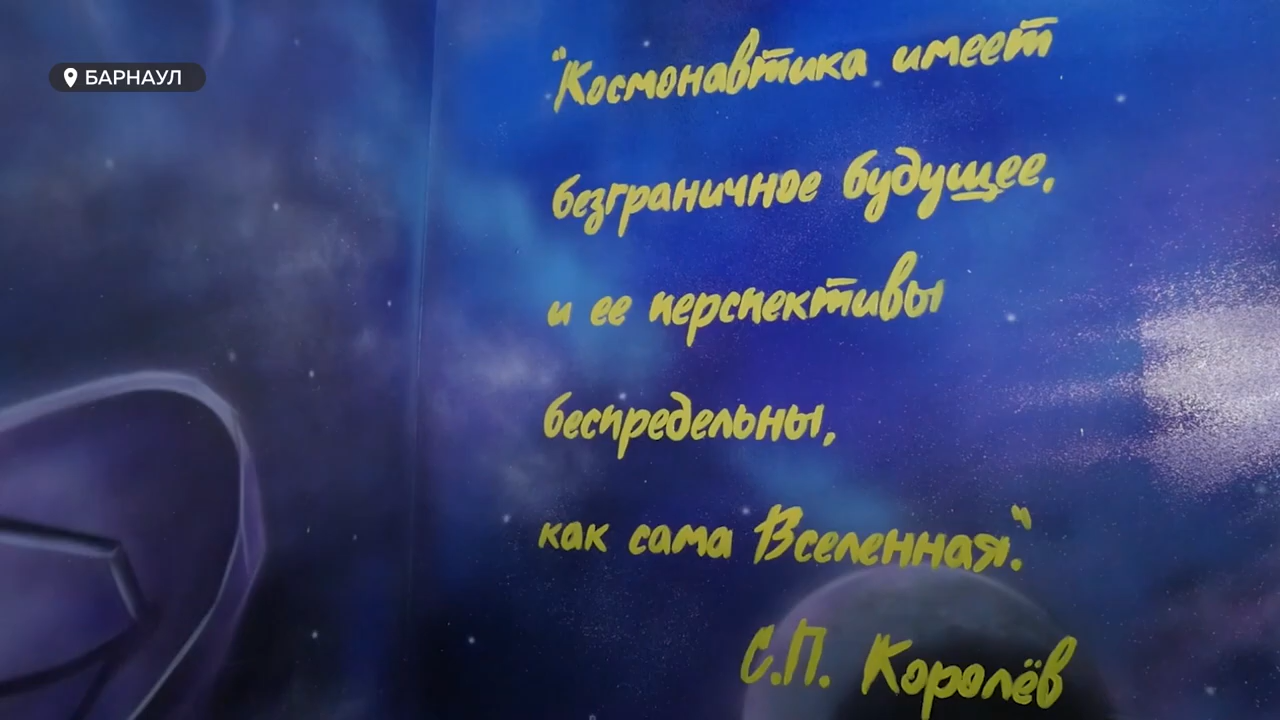 БАРНАУЛ
"Космонавтика имеет
безграничное будущее,
и ее перспективы
беспредельны,
как сама Вселенная."
С.П. Королёв